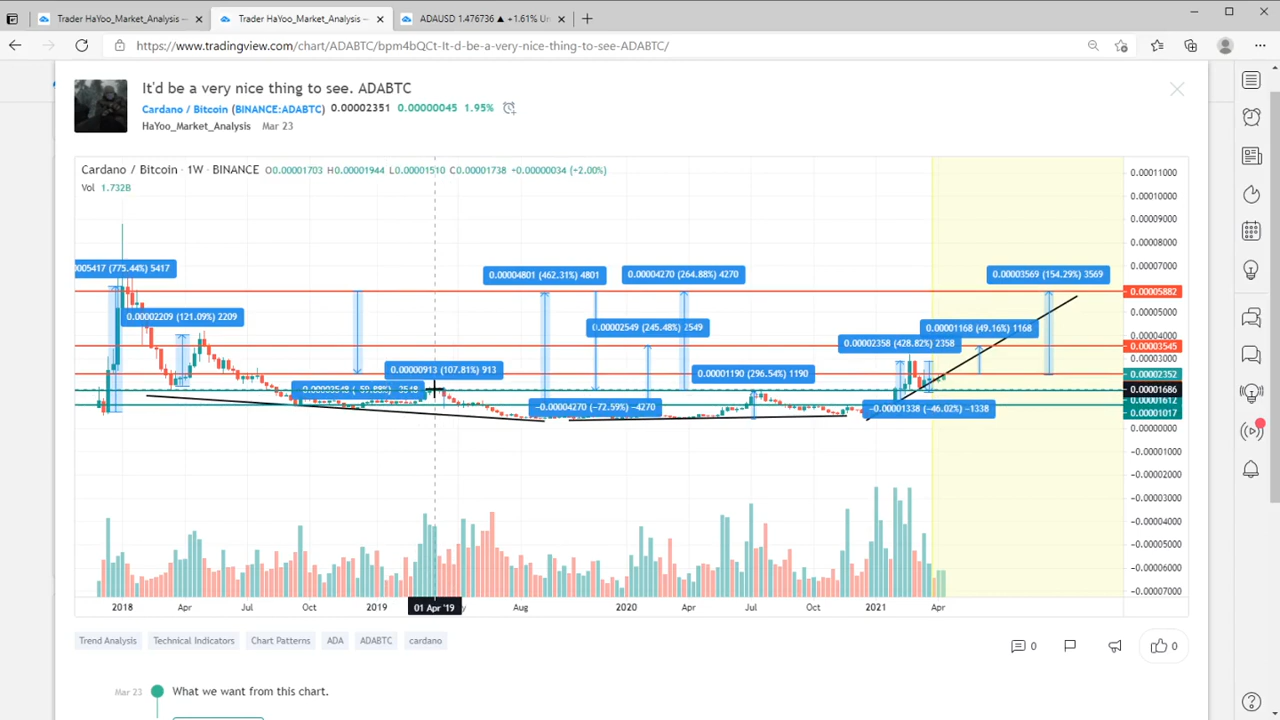 Trader HaYoo_Market_Analysis —
Trader HaYoo_Market_Analysis —
ADAUSD 1.476736 ▲ +1.61% Un
https://www.tradingview.com/chart/ADABTC/bpm4bQCt-It-d-be-a-very-nice-thing-to-see-ADABTC/
It'd be a very nice thing to see. ADABTC
Cardano / Bitcoin (BINANCE:ADABTC) 0.00002351 0.00000045 1.95%
HaYoo_Market_Analysis Mar 23
Cardano / Bitcoin · 1W · BINANCE O0.00001703 H0.00001944 L0.00001510 C0.00001738 +0.00000034 (+2.00%)
Vol 1.732B
0.00011000
0.00010000
0.00009000
0.00008000
0.00007000
005417 (775.44%) 5417
0.00004801 (462.31%) 4801
0.00004270 (264.88%) 4270
0.00003569 (154.29%) 3569
0.00005882
0.00002209 (121.09%) 2209
0.00005000
0.00002549 (245.48%) 2549
0.00001168 (49.16%) 1168
0.00004000
0.00002358 (428.82%) 2358
0.00003545
0.00003000
0.00000913 (107.81%) 913
0.00001190 (296.54%) 1190
0.00002352
-0.00003548 (-59.88%) -3548
0.00001686
0.00001612
-0.00004270 (-72.59%) -4270
-0.00001338 (-46.02%) -1338
0.00001017
0.00000000
-0.00001000
-0.00002000
-0.00003000
-0.00004000
-0.00005000
-0.00006000
-0.00007000
2018 Apr Jul Oct 2019 01 Apr '19 Aug 2020 Apr Jul Oct 2021 Apr
Trend Analysis Technical Indicators Chart Patterns ADA ADABTC cardano
0 0
Mar 23 What we want from this chart.